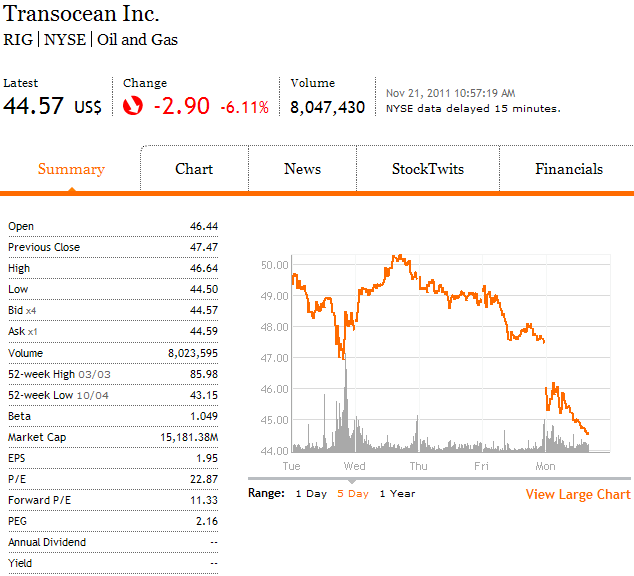 Transocean Inc.
RIG | NYSE | Oil and Gas
Latest Change Volume
44.57 US$ -2.90 -6.11% 8,047,430
Nov 21, 2011 10:57:19 AM
NYSE data delayed 15 minutes.
Summary Chart News StockTwits Financials
Open 46.44
Previous Close 47.47
High 46.64
Low 44.50
Bid x4 44.57
Ask x1 44.59
Volume 8,023,595
52-week High 03/03 85.98
52-week Low 10/04 43.15
Beta 1.049
Market Cap 15,181.38M
EPS 1.95
P/E 22.87
Forward P/E 11.33
PEG 2.16
Annual Dividend --
Yield --
50.00
49.00
48.00
47.00
46.00
45.00
44.00
Tue Wed Thu Fri Mon
Range: 1 Day 5 Day 1 Year View Large Chart